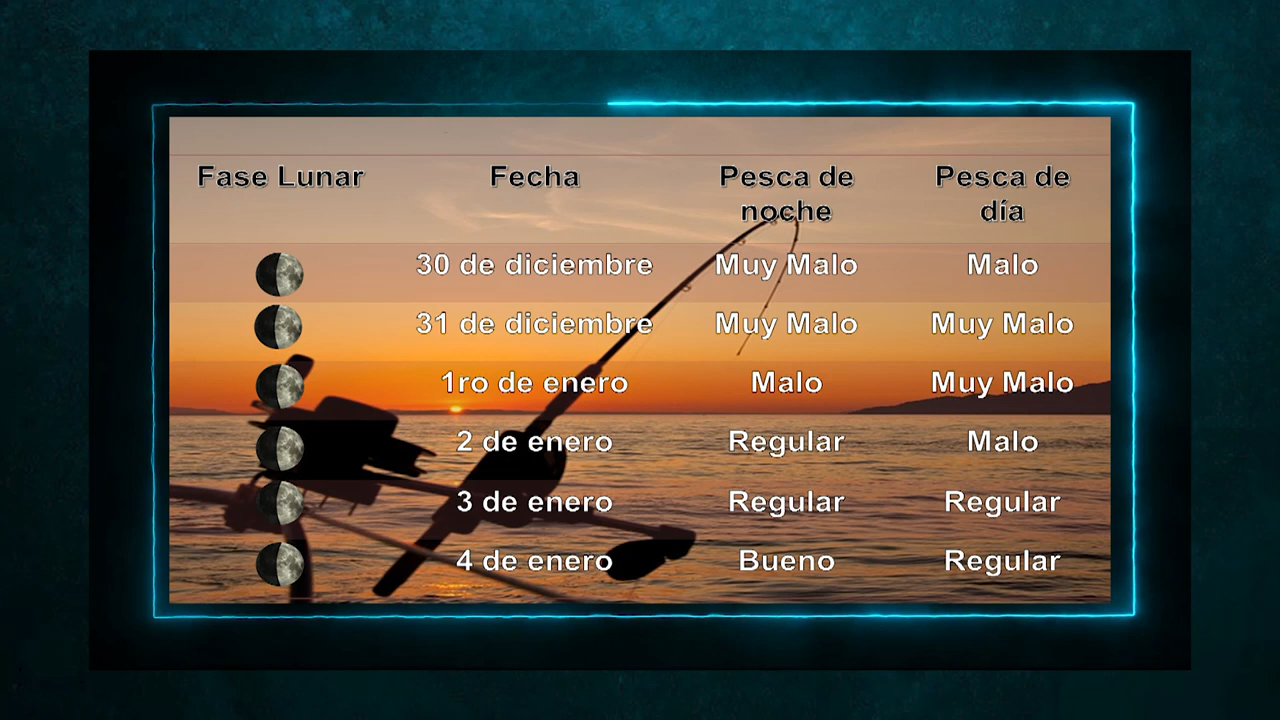 Fase Lunar Fecha Pesca de noche Pesca de día
30 de diciembre Muy Malo Malo
31 de diciembre Muy Malo Muy Malo
1ro de enero Malo Muy Malo
2 de enero Regular Malo
3 de enero Regular Regular
4 de enero Bueno Regular